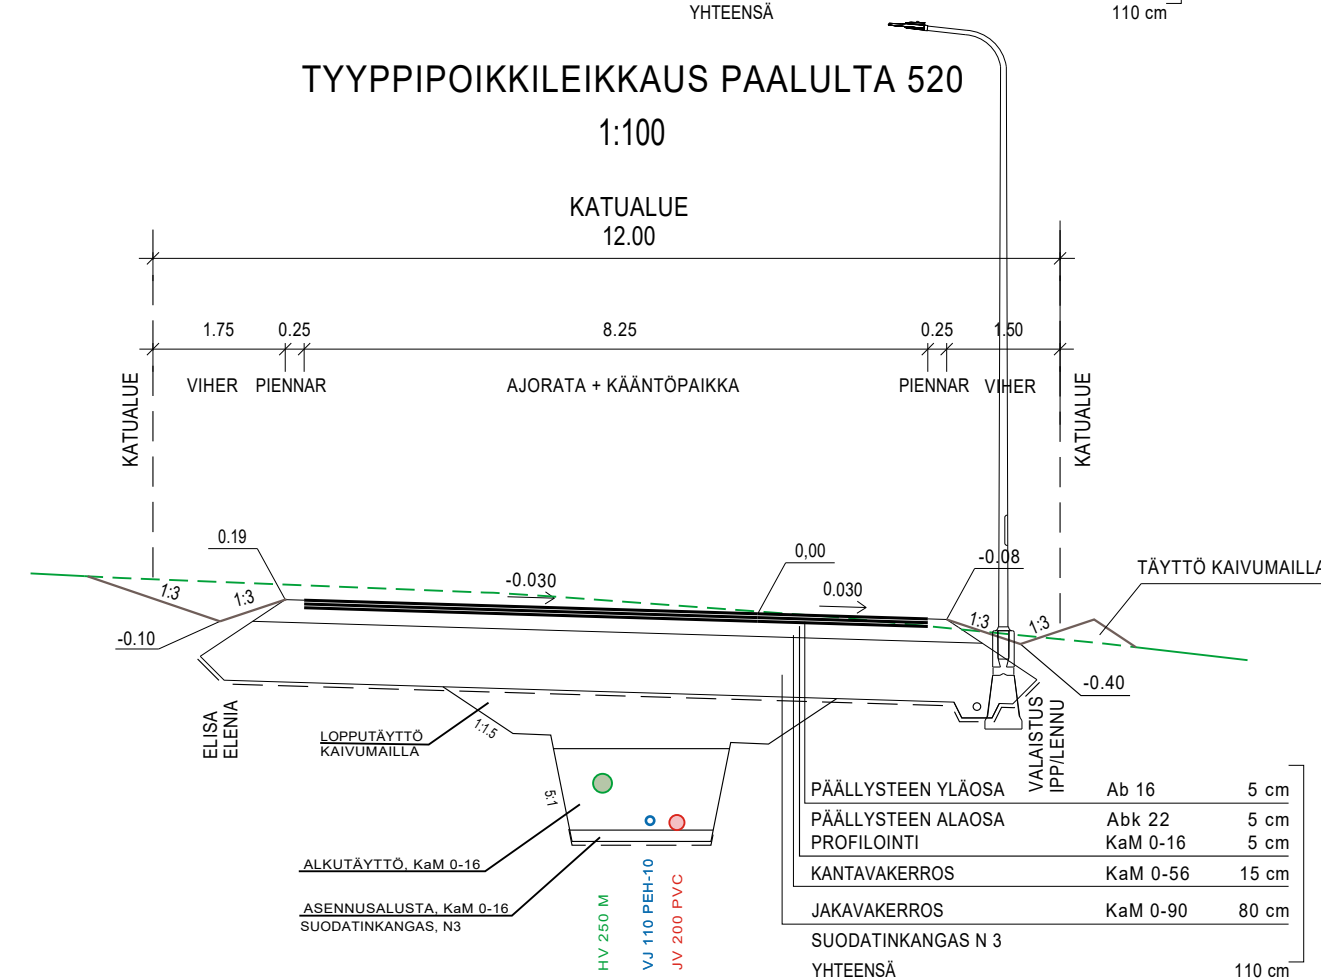 YHTEENSÄ 110 cm
TYYPPIPOIKKILEIKKAUS PAALULTA 520
1:100
KATUALUE
12.00
1.75 0.25 8.25 0.25 1.50
VIHER PIENNAR AJORATA + KÄÄNTÖPAIKKA PIENNAR VIHER
KATUALUE
KATUALUE
0.19
-0.030
0,00
0.030
-0.08
TÄYTTÖ KAIVUMAILLA
1:3
1:3
1:3
1:3
-0.10
-0.40
ELISA
ELENIA
LOPPUTÄYTTÖ
KAIVUMAILLA
1:1.5
5:1
VALAISTUS
IPP/LENNU
ALKUTÄYTTÖ, KaM 0-16
ASENNUSALUSTA, KaM 0-16
SUODATINKANGAS, N3
HV 250 M
VJ 110 PEH-10
JV 200 PVC
PÄÄLLYSTEEN YLÄOSA Ab 16 5 cm
PÄÄLLYSTEEN ALAOSA Abk 22 5 cm
PROFILOINTI KaM 0-16 5 cm
KANTAVAKERROS KaM 0-56 15 cm
JAKAVAKERROS KaM 0-90 80 cm
SUODATINKANGAS N 3
YHTEENSÄ 110 cm